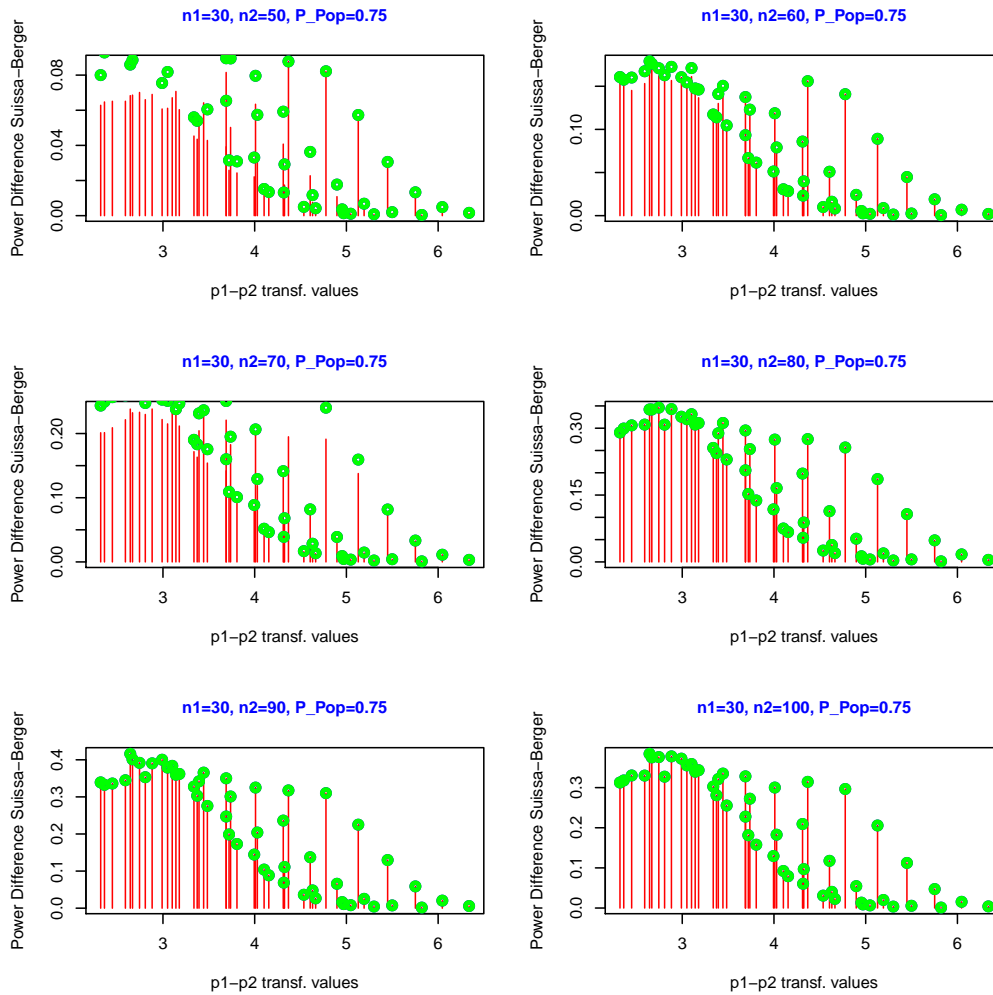 n1=30, n2=50, P_Pop=0.75
Power Difference Suissa−Berger
0.00 0.04 0.08
3 4 5 6
p1−p2 transf. values
n1=30, n2=60, P_Pop=0.75
Power Difference Suissa−Berger
0.00 0.10
3 4 5 6
p1−p2 transf. values
n1=30, n2=70, P_Pop=0.75
Power Difference Suissa−Berger
0.00 0.10 0.20
3 4 5 6
p1−p2 transf. values
n1=30, n2=80, P_Pop=0.75
Power Difference Suissa−Berger
0.00 0.15 0.30
3 4 5 6
p1−p2 transf. values
n1=30, n2=90, P_Pop=0.75
Power Difference Suissa−Berger
0.0 0.1 0.2 0.3 0.4
3 4 5 6
p1−p2 transf. values
n1=30, n2=100, P_Pop=0.75
Power Difference Suissa−Berger
0.0 0.1 0.2 0.3
3 4 5 6
p1−p2 transf. values